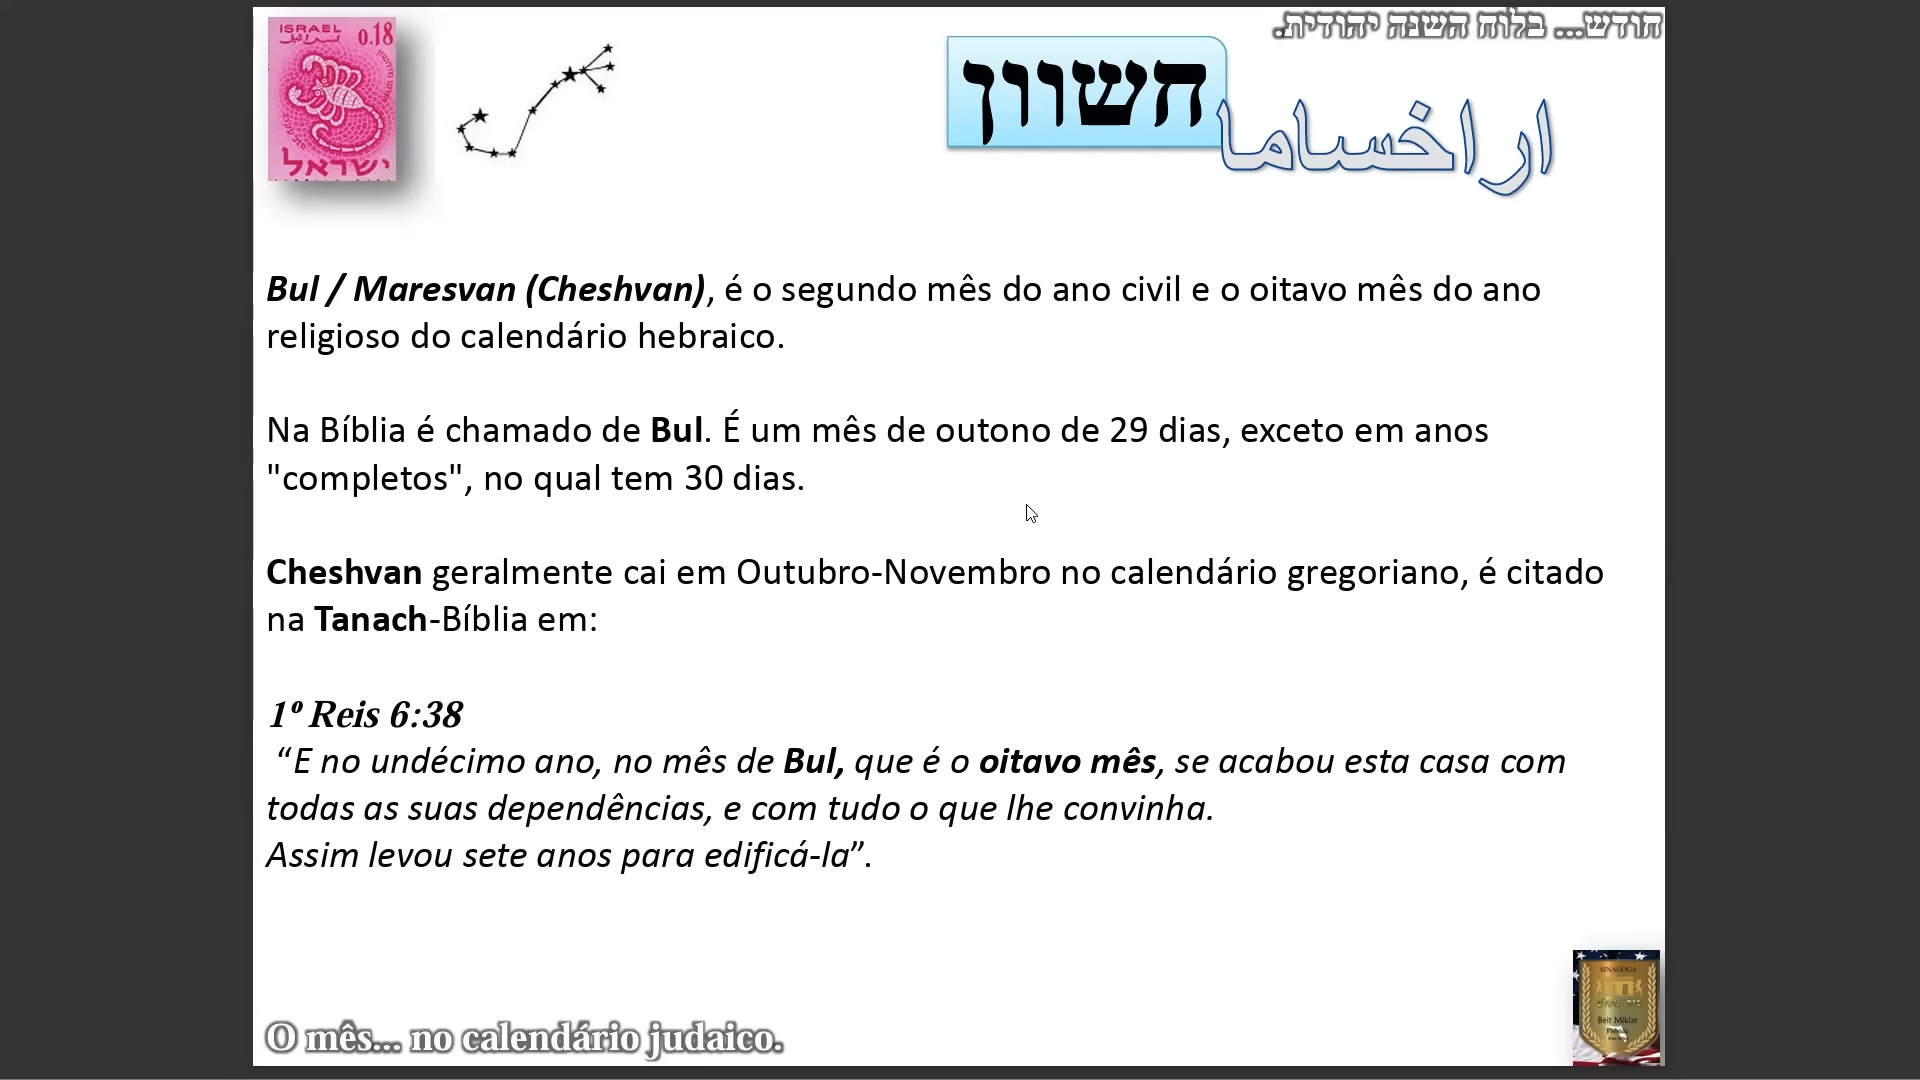 חודש... בלוח השנה יהודית.
ISRAEL 0.18
اسرائيل
ישראל
חשוון
اراخساما
Bul / Maresvan (Cheshvan), é o segundo mês do ano civil e o oitavo mês do ano
religioso do calendário hebraico.
Na Bíblia é chamado de Bul. É um mês de outono de 29 dias, exceto em anos
"completos", no qual tem 30 dias.
Cheshvan geralmente cai em Outubro-Novembro no calendário gregoriano, é citado
na Tanach-Bíblia em:
1º Reis 6:38
“E no undécimo ano, no mês de Bul, que é o oitavo mês, se acabou esta casa com
todas as suas dependências, e com tudo o que lhe convinha.
Assim levou sete anos para edificá-la”.
SINAGOGA
Beit Miklat
O mês... no calendário judaico.